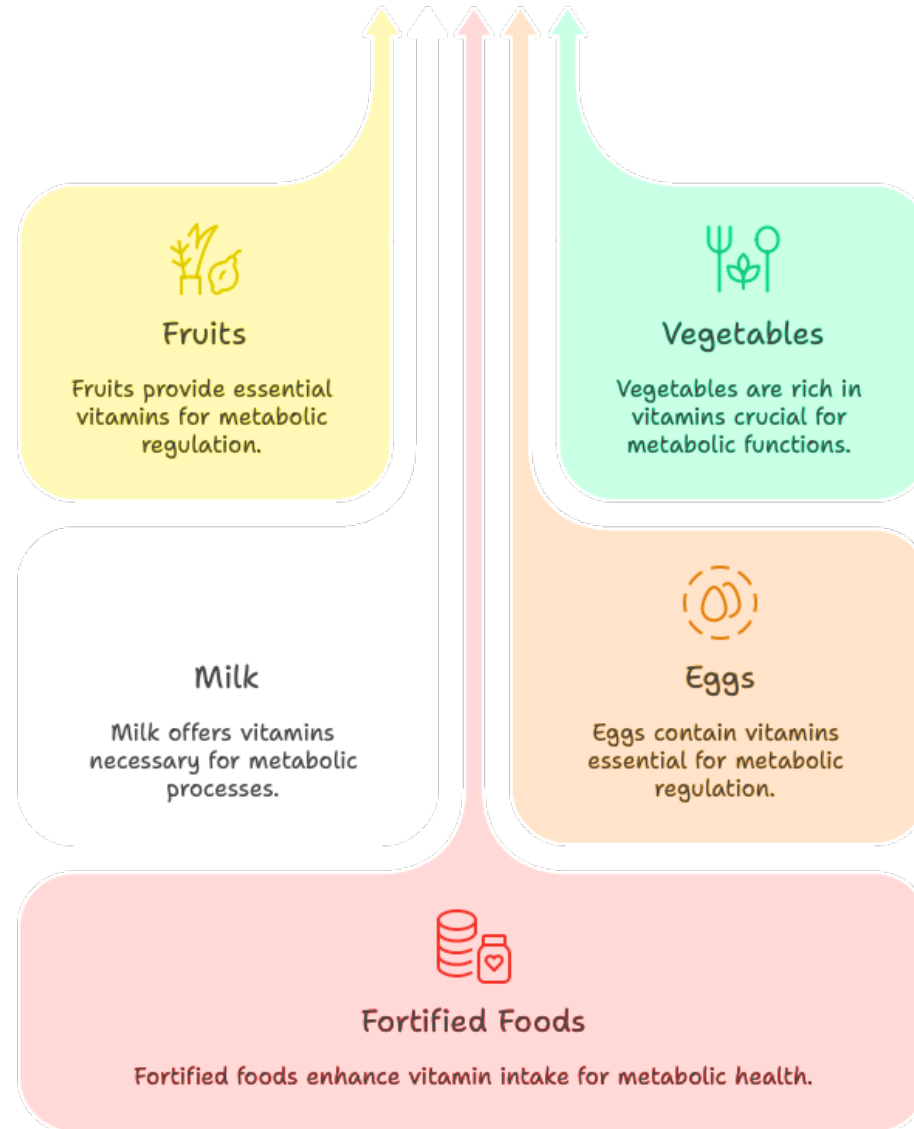 Fruits
Fruits provide essential
vitamins for metabolic
regulation.
Vegetables
Vegetables are rich in
vitamins crucial for
metabolic functions.
Milk
Milk offers vitamins
necessary for metabolic
processes.
Eggs
Eggs contain vitamins
essential for metabolic
regulation.
Fortified Foods
Fortified foods enhance vitamin intake for metabolic health.